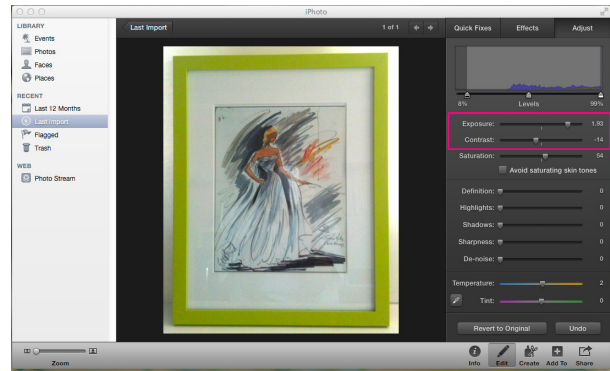 iPhoto
LIBRARY
Events
Photos
Faces
Places
RECENT
Last 12 Months
Last Import
Flagged
Trash
WEB
Photo Stream
Zoom
Last Import
1 of 1
Quick Fixes Effects Adjust
8% Levels 99%
Exposure: 1.93
Contrast: -14
Saturation: 54
Avoid saturating skin tones
Definition: 0
Highlights: 0
Shadows: 0
Sharpness: 0
De-noise: 0
Temperature: 2
Tint: 0
Revert to Original Undo
Info Edit Create Add To Share